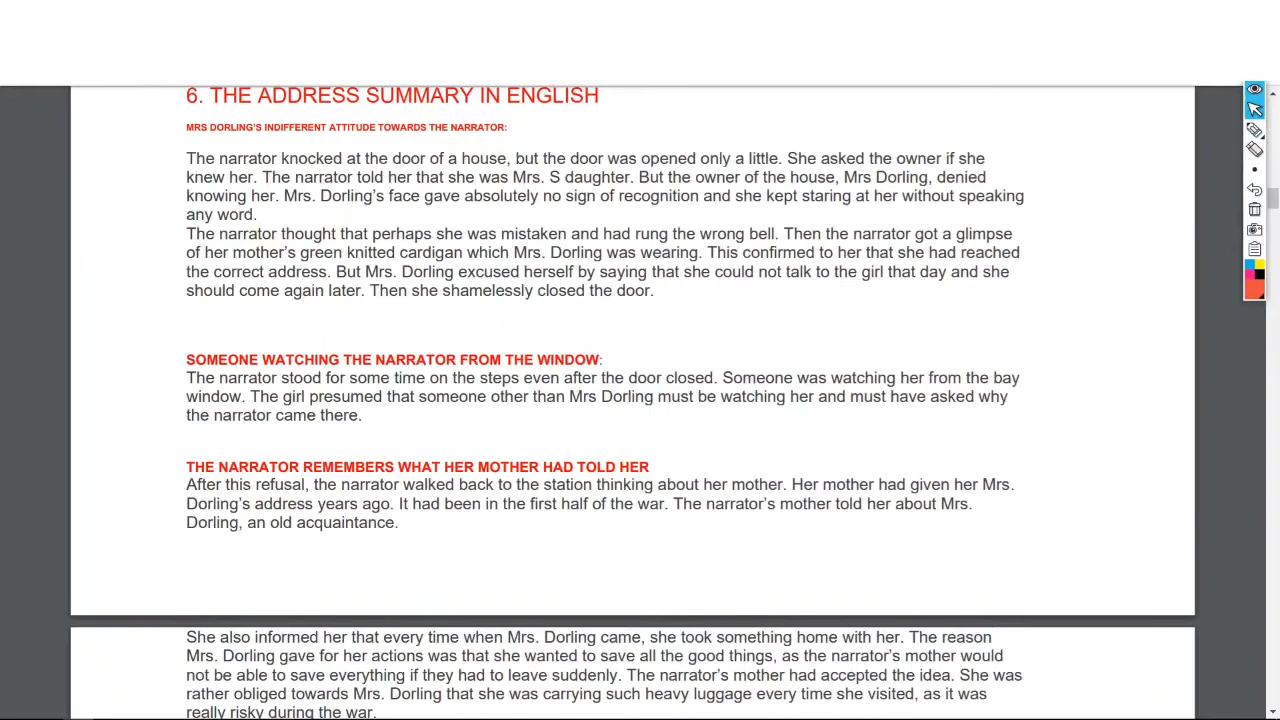 6. THE ADDRESS SUMMARY IN ENGLISH
MRS DORLING'S INDIFFERENT ATTITUDE TOWARDS THE NARRATOR:
The narrator knocked at the door of a house, but the door was opened only a little. She asked the owner if she
knew her. The narrator told her that she was Mrs. S daughter. But the owner of the house, Mrs Dorling, denied
knowing her. Mrs. Dorling’s face gave absolutely no sign of recognition and she kept staring at her without speaking
any word.
The narrator thought that perhaps she was mistaken and had rung the wrong bell. Then the narrator got a glimpse
of her mother’s green knitted cardigan which Mrs. Dorling was wearing. This confirmed to her that she had reached
the correct address. But Mrs. Dorling excused herself by saying that she could not talk to the girl that day and she
should come again later. Then she shamelessly closed the door.
SOMEONE WATCHING THE NARRATOR FROM THE WINDOW:
The narrator stood for some time on the steps even after the door closed. Someone was watching her from the bay
window. The girl presumed that someone other than Mrs Dorling must be watching her and must have asked why
the narrator came there.
THE NARRATOR REMEMBERS WHAT HER MOTHER HAD TOLD HER
After this refusal, the narrator walked back to the station thinking about her mother. Her mother had given her Mrs.
Dorling’s address years ago. It had been in the first half of the war. The narrator’s mother told her about Mrs.
Dorling, an old acquaintance.
She also informed her that every time when Mrs. Dorling came, she took something home with her. The reason
Mrs. Dorling gave for her actions was that she wanted to save all the good things, as the narrator’s mother would
not be able to save everything if they had to leave suddenly. The narrator’s mother had accepted the idea. She was
rather obliged towards Mrs. Dorling that she was carrying such heavy luggage every time she visited, as it was
really risky during the war.